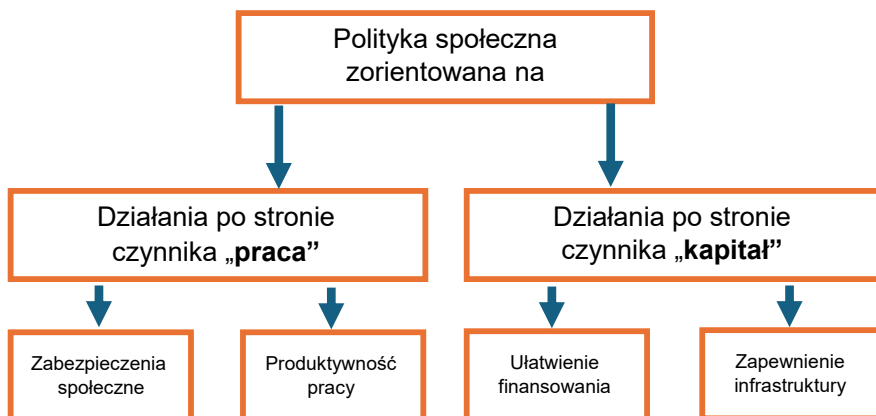 Polityka społeczna
zorientowana na
Działania po stronie
czynnika „praca”
Działania po stronie
czynnika „kapitał”
Zabezpieczenia
społeczne
Produktywność
pracy
Ułatwienie
finansowania
Zapewnienie
infrastruktury